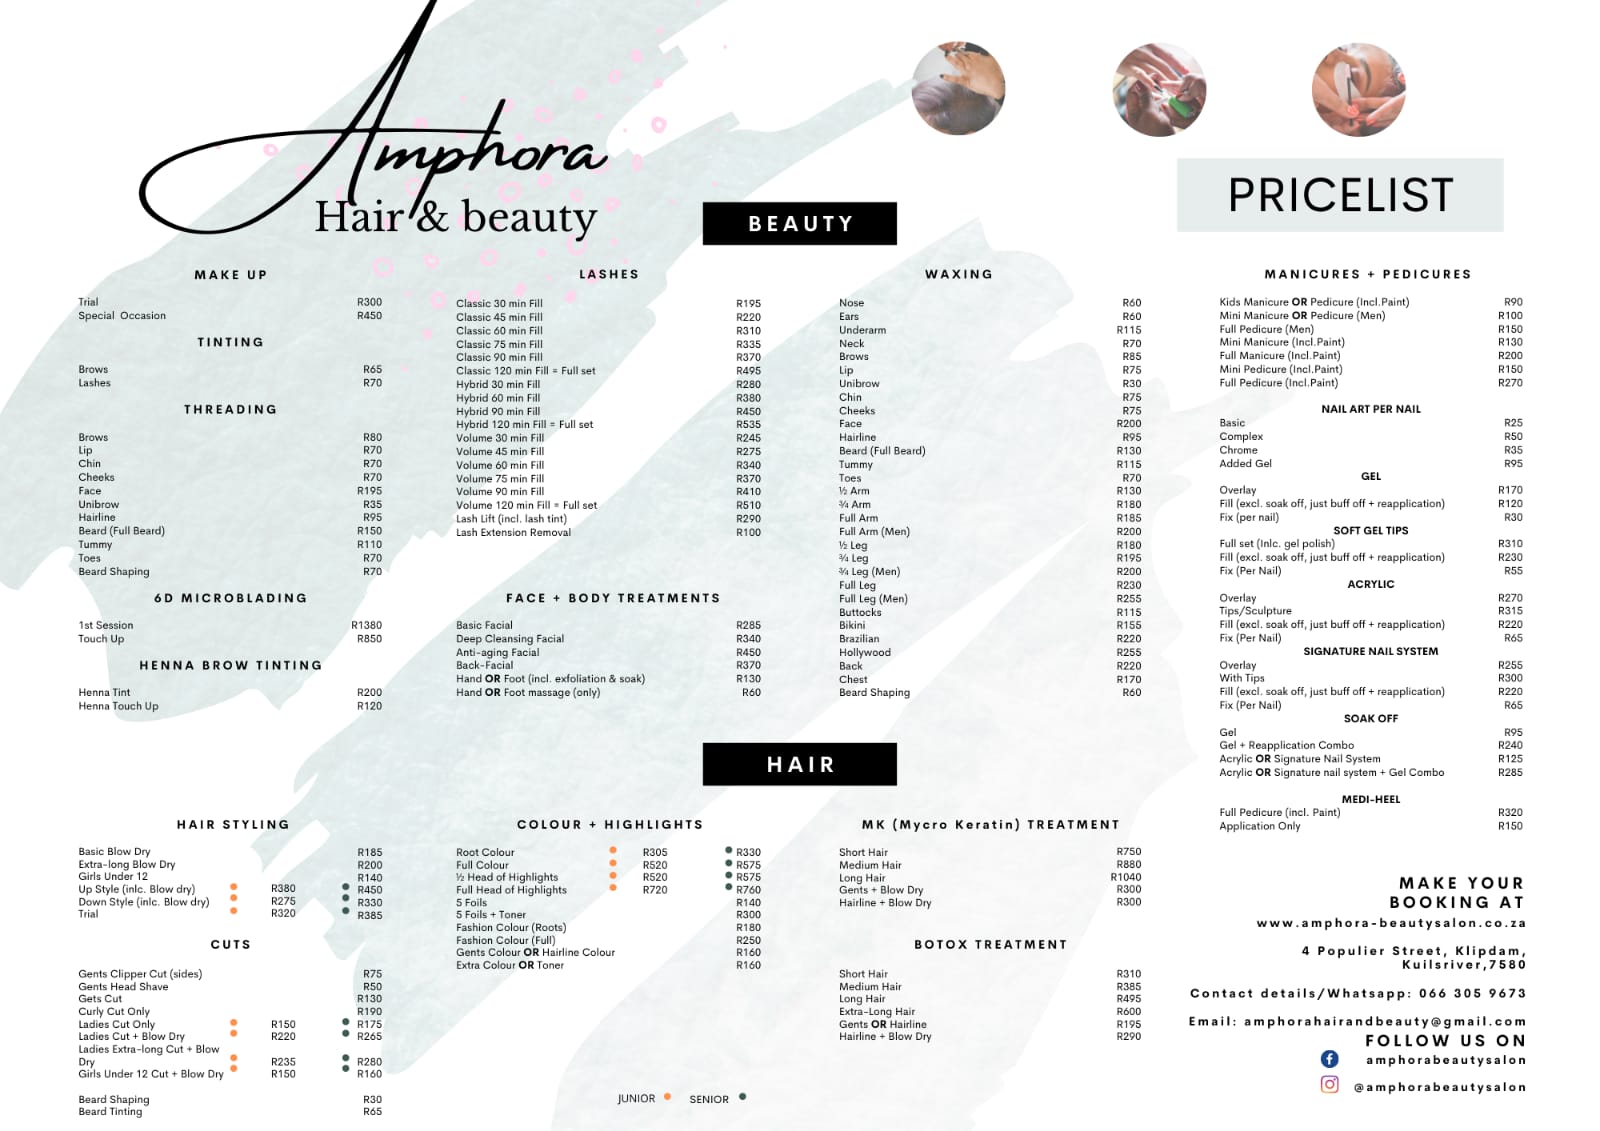 Amphora
Hair & beauty
PRICELIST
BEAUTY
MAKE UP
Trial R300
Special Occasion R450
TINTING
Brows R65
Lashes R70
THREADING
Brows R80
Lip R70
Chin R70
Cheeks R70
Face R195
Unibrow R35
Hairline R95
Beard (Full Beard) R150
Tummy R110
Toes R70
Beard Shaping R70
6D MICROBLADING
1st Session R1380
Touch Up R850
HENNA BROW TINTING
Henna Tint R200
Henna Touch Up R120
LASHES
Classic 30 min Fill R195
Classic 45 min Fill R220
Classic 60 min Fill R310
Classic 75 min Fill R335
Classic 90 min Fill R370
Classic 120 min Fill = Full set R495
Hybrid 30 min Fill R280
Hybrid 60 min Fill R380
Hybrid 90 min Fill R450
Hybrid 120 min Fill = Full set R535
Volume 30 min Fill R245
Volume 45 min Fill R275
Volume 60 min Fill R340
Volume 75 min Fill R370
Volume 90 min Fill R410
Volume 120 min Fill = Full set R510
Lash Lift (incl. lash tint) R290
Lash Extension Removal R100
FACE + BODY TREATMENTS
Basic Facial R285
Deep Cleansing Facial R340
Anti-aging Facial R450
Back-Facial R370
Hand OR Foot (incl. exfoliation & soak) R130
Hand OR Foot massage (only) R60
WAXING
Nose R60
Ears R60
Underarm R115
Neck R70
Brows R85
Lip R75
Unibrow R30
Chin R75
Cheeks R75
Face R200
Hairline R95
Beard (Full Beard) R130
Tummy R115
Toes R70
½ Arm R130
¾ Arm R180
Full Arm R185
Full Arm (Men) R200
½ Leg R180
¾ Leg R195
¾ Leg (Men) R200
Full Leg R230
Full Leg (Men) R255
Buttocks R115
Bikini R155
Brazilian R220
Hollywood R255
Back R220
Chest R170
Beard Shaping R60
MANICURES + PEDICURES
Kids Manicure OR Pedicure (Incl.Paint) R90
Mini Manicure OR Pedicure (Men) R100
Full Pedicure (Men) R150
Mini Manicure (Incl.Paint) R130
Full Manicure (Incl.Paint) R200
Mini Pedicure (Incl.Paint) R150
Full Pedicure (Incl.Paint) R270
NAIL ART PER NAIL
Basic R25
Complex R50
Chrome R35
Added Gel R95
GEL
Overlay R170
Fill (excl. soak off, just buff off + reapplication) R120
Fix (per nail) R30
SOFT GEL TIPS
Full set (Inlc. gel polish) R310
Fill (excl. soak off, just buff off + reapplication) R230
Fix (Per Nail) R55
ACRYLIC
Overlay R270
Tips/Sculpture R315
Fill (excl. soak off, just buff off + reapplication) R220
Fix (Per Nail) R65
SIGNATURE NAIL SYSTEM
Overlay R255
With Tips R300
Fill (excl. soak off, just buff off + reapplication) R220
Fix (Per Nail) R65
SOAK OFF
Gel R95
Gel + Reapplication Combo R240
Acrylic OR Signature Nail System R125
Acrylic OR Signature nail system + Gel Combo R285
MEDI-HEEL
Full Pedicure (incl. Paint) R320
Application Only R150
HAIR
HAIR STYLING
Basic Blow Dry R185
Extra-long Blow Dry R200
Girls Under 12 R140
Up Style (inlc. Blow dry) R380 R450
Down Style (inlc. Blow dry) R275 R330
Trial R320 R385
CUTS
Gents Clipper Cut (sides) R75
Gents Head Shave R50
Gets Cut R130
Curly Cut Only R190
Ladies Cut Only R150 R175
Ladies Cut + Blow Dry R220 R265
Ladies Extra-long Cut + Blow
Dry R235 R280
Girls Under 12 Cut + Blow Dry R150 R160
Beard Shaping R30
Beard Tinting R65
COLOUR + HIGHLIGHTS
Root Colour R305 R330
Full Colour R520 R575
½ Head of Highlights R520 R575
Full Head of Highlights R720 R760
5 Foils R140
5 Foils + Toner R300
Fashion Colour (Roots) R180
Fashion Colour (Full) R250
Gents Colour OR Hairline Colour R160
Extra Colour OR Toner R160
MK (Mycro Keratin) TREATMENT
Short Hair R750
Medium Hair R880
Long Hair R1040
Gents + Blow Dry R300
Hairline + Blow Dry R300
BOTOX TREATMENT
Short Hair R310
Medium Hair R385
Long Hair R495
Extra-Long Hair R600
Gents OR Hairline R195
Hairline + Blow Dry R290
JUNIOR SENIOR
MAKE YOUR
BOOKING AT
www.amphora-beautysalon.co.za
4 Populier Street, Klipdam,
Kuilsriver,7580
Contact details/Whatsapp: 066 305 9673
Email: amphorahairandbeauty@gmail.com
FOLLOW US ON
amphorabeautysalon
@amphorabeautysalon